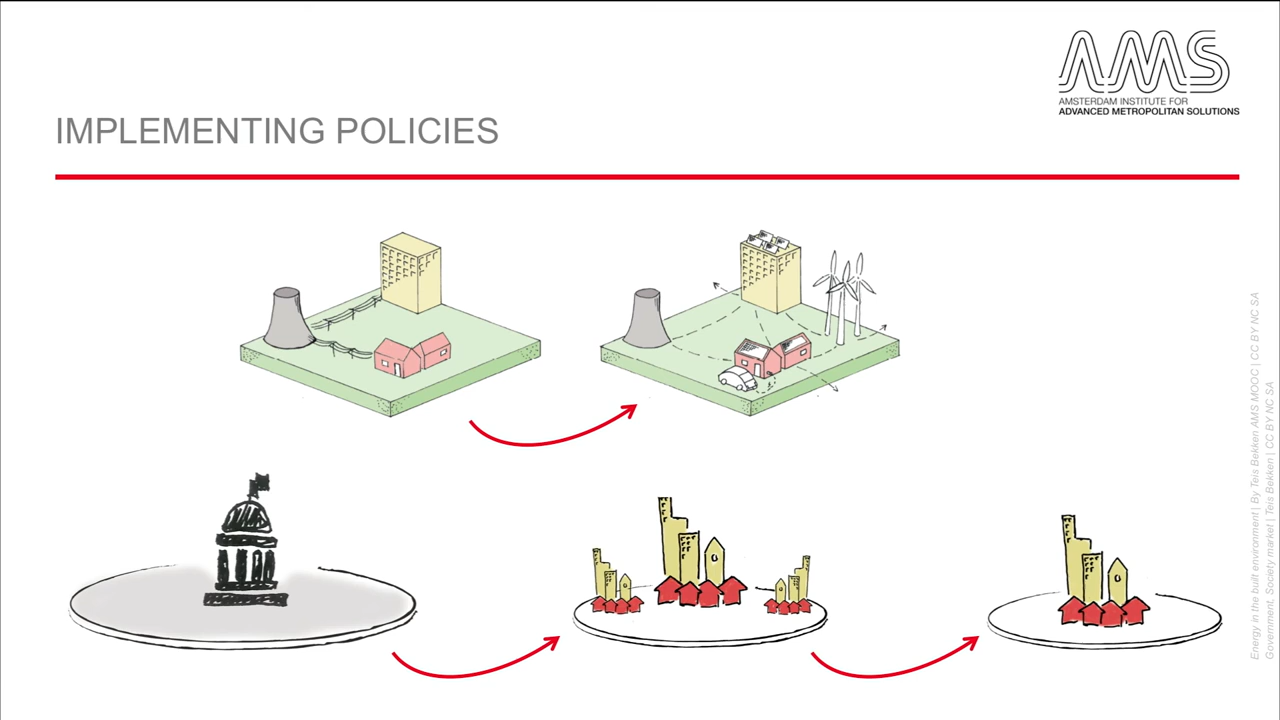 AMS
AMSTERDAM INSTITUTE FOR
ADVANCED METROPOLITAN SOLUTIONS
IMPLEMENTING POLICIES
Energy in the built environment | By Teis Bekken AMS MOOC | CC BY NC SA
Government, Society market | Teis Bekken | CC BY NC SA